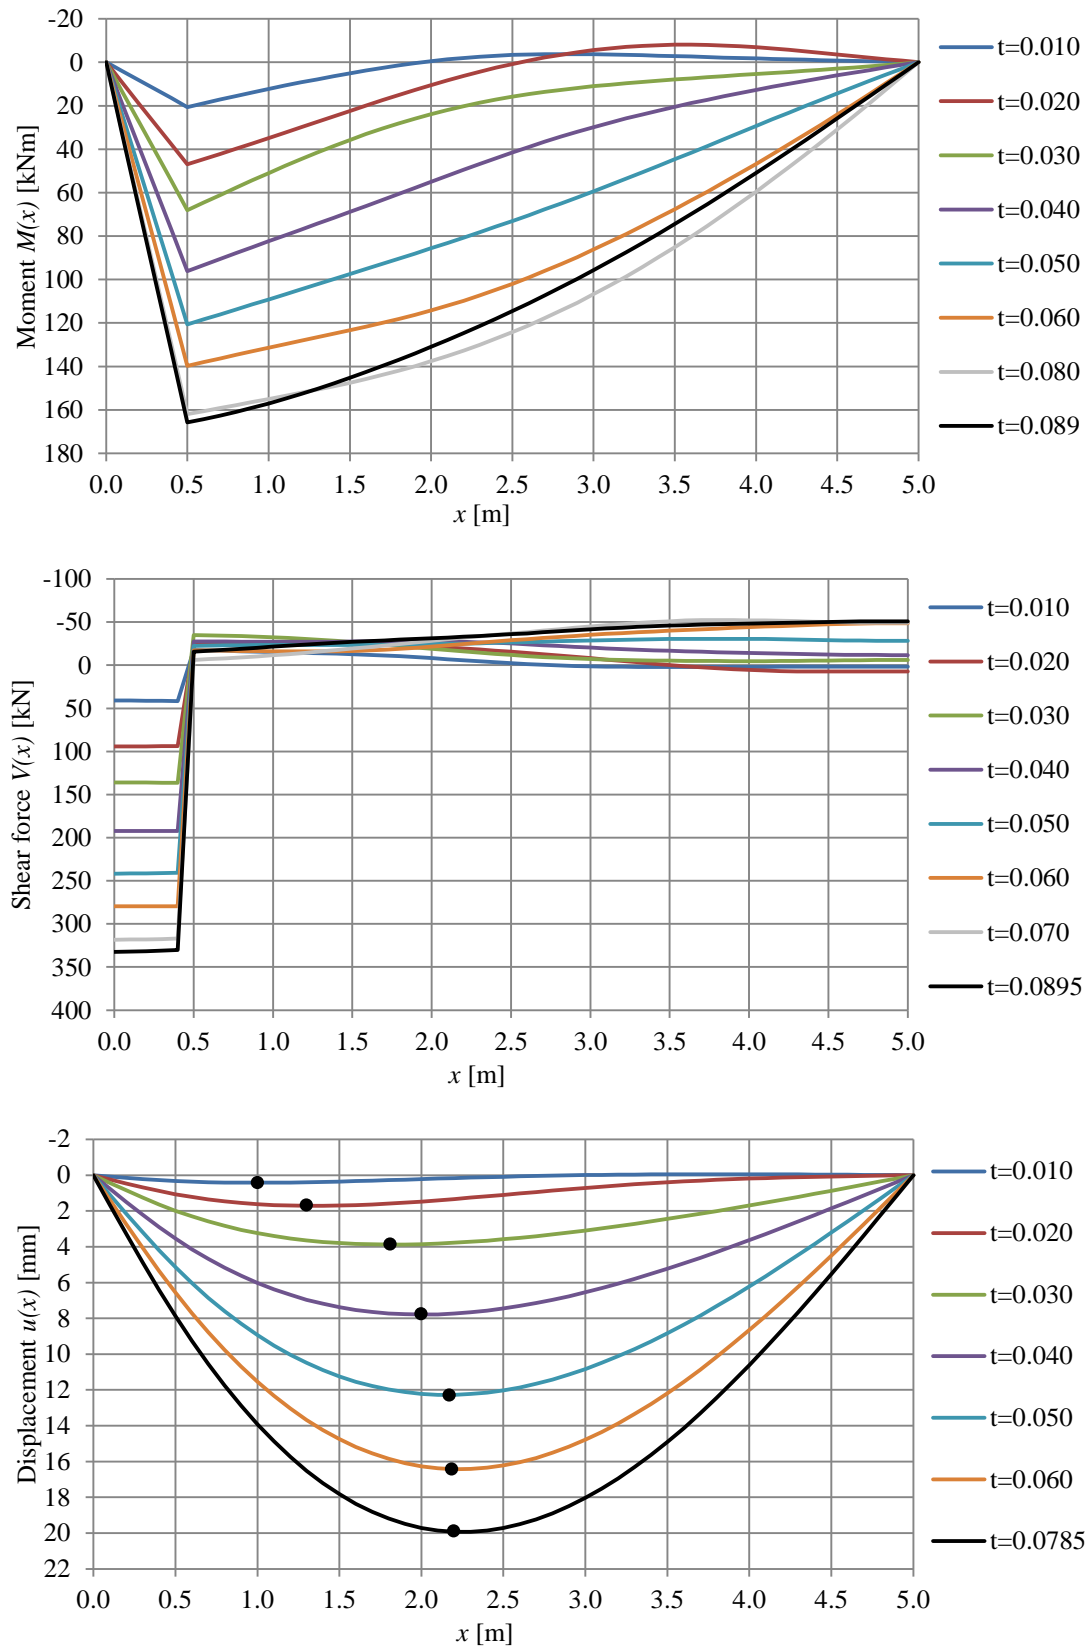 -20
0
20
40
60
80
100
120
140
160
180
Moment M(x) [kNm]
0.0 0.5 1.0 1.5 2.0 2.5 3.0 3.5 4.0 4.5 5.0
x [m]
t=0.010
t=0.020
t=0.030
t=0.040
t=0.050
t=0.060
t=0.080
t=0.089
-100
-50
0
50
100
150
200
250
300
350
400
Shear force V(x) [kN]
0.0 0.5 1.0 1.5 2.0 2.5 3.0 3.5 4.0 4.5 5.0
x [m]
t=0.010
t=0.020
t=0.030
t=0.040
t=0.050
t=0.060
t=0.070
t=0.0895
-2
0
2
4
6
8
10
12
14
16
18
20
22
Displacement u(x) [mm]
0.0 0.5 1.0 1.5 2.0 2.5 3.0 3.5 4.0 4.5 5.0
x [m]
t=0.010
t=0.020
t=0.030
t=0.040
t=0.050
t=0.060
t=0.0785